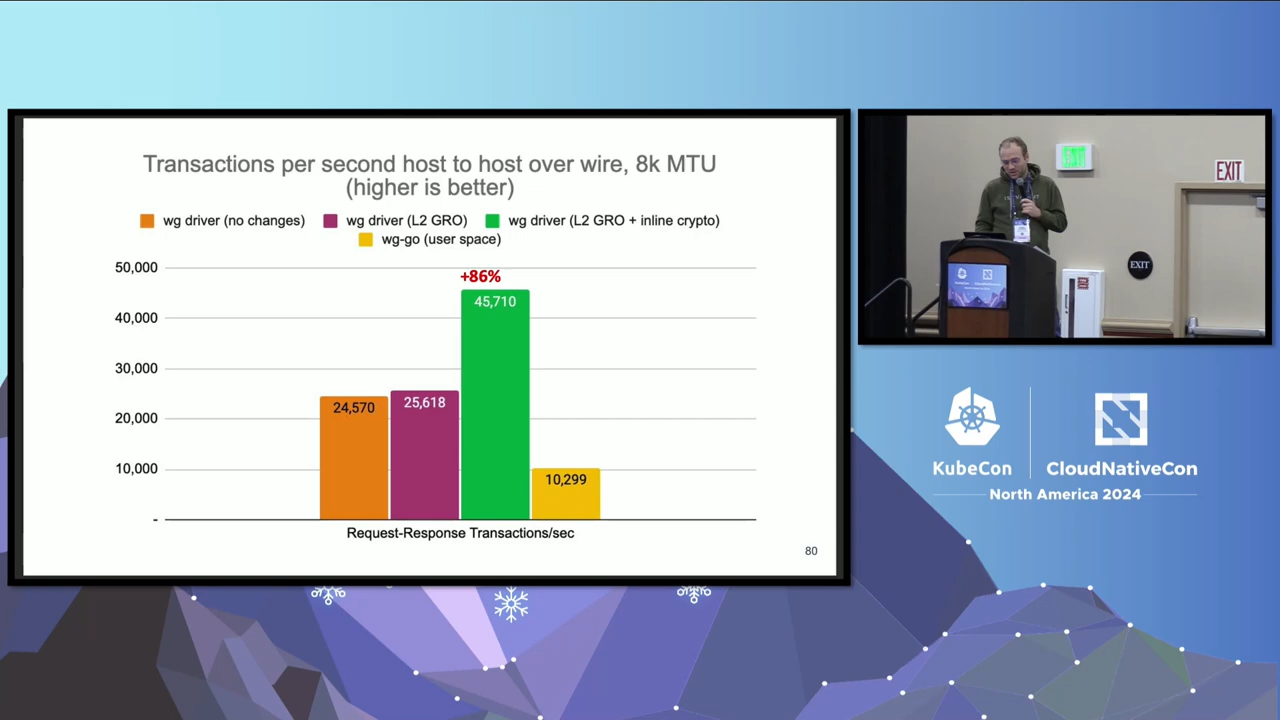 Transactions per second host to host over wire, 8k MTU
(higher is better)
wg driver (no changes) wg driver (L2 GRO) wg driver (L2 GRO + inline crypto)
wg-go (user space)
50,000
40,000
30,000
20,000
10,000
-
+86%
24,570
25,618
45,710
10,299
Request-Response Transactions/sec
80
EXIT
EXIT
EXIT
KubeCon
CloudNativeCon
KubeCon
CloudNativeCon
North America 2024